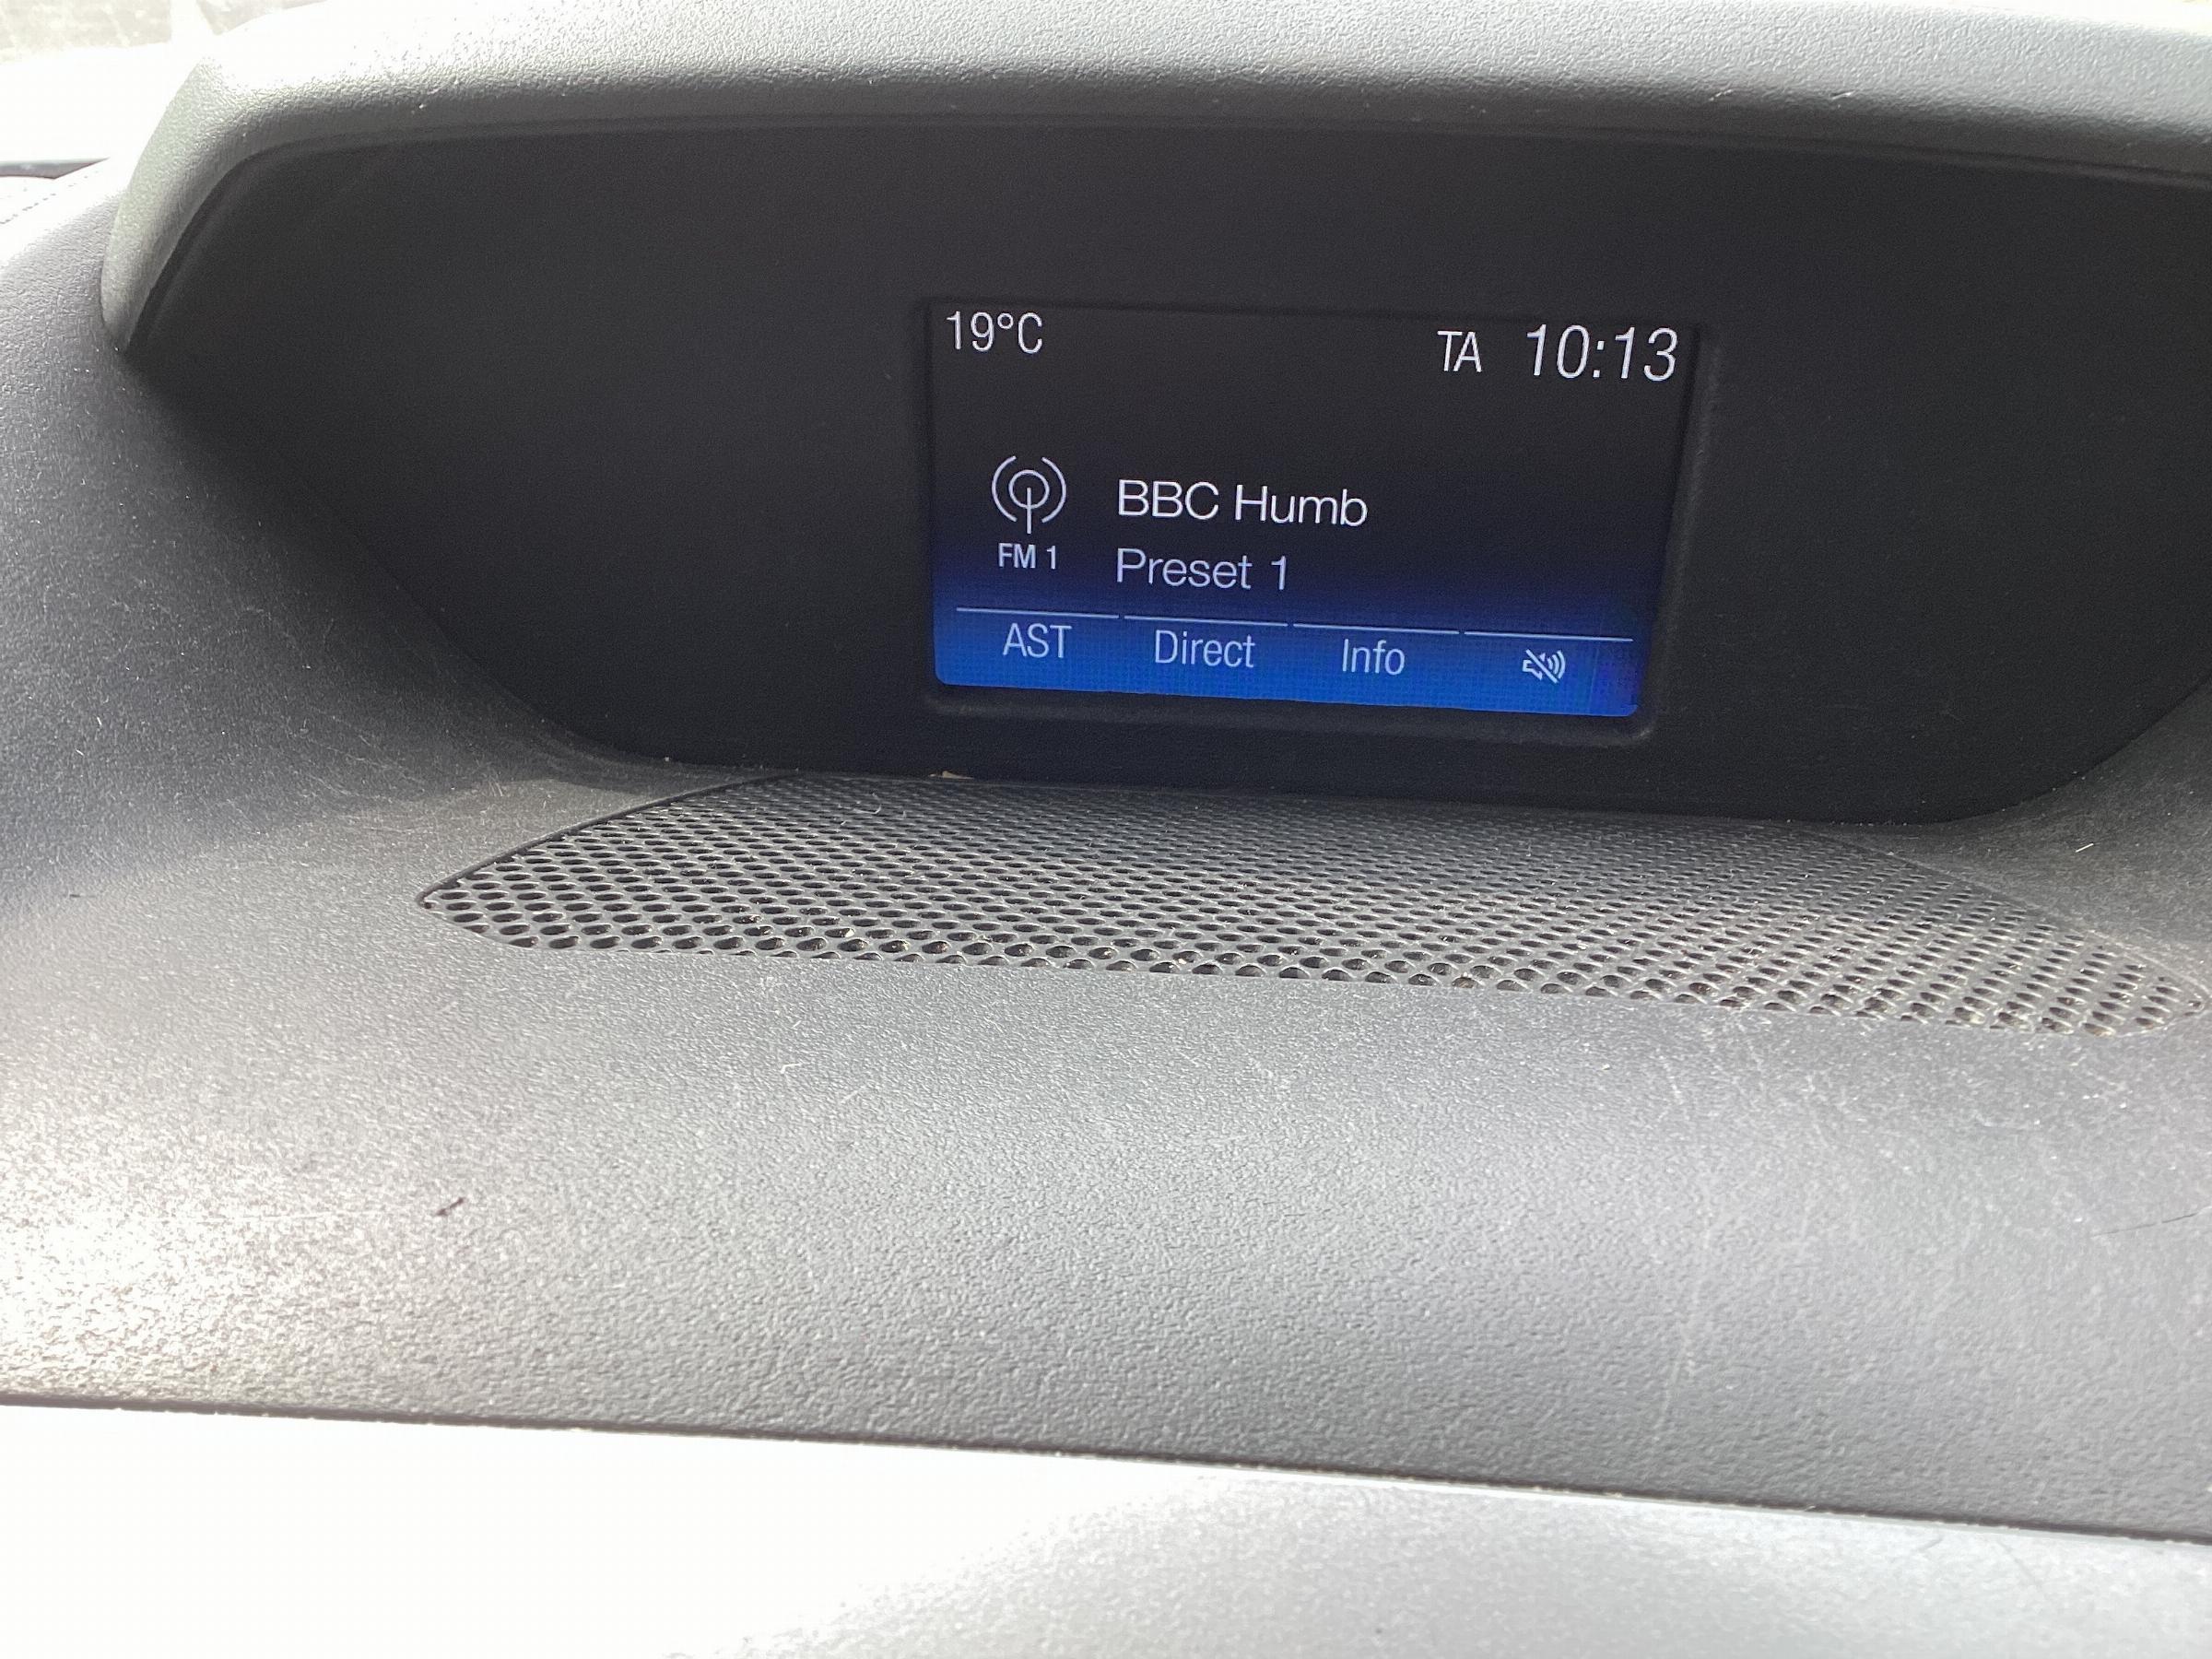 19°C TA 10:13
BBC Humb
FM 1 Preset 1
AST Direct Info